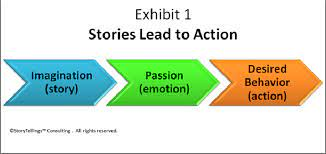 Exhibit 1
Stories Lead to Action
Imagination
(story)
Passion
(emotion)
Desired
Behavior
(action)
©StoryTellings™ Consulting . All rights reserved.